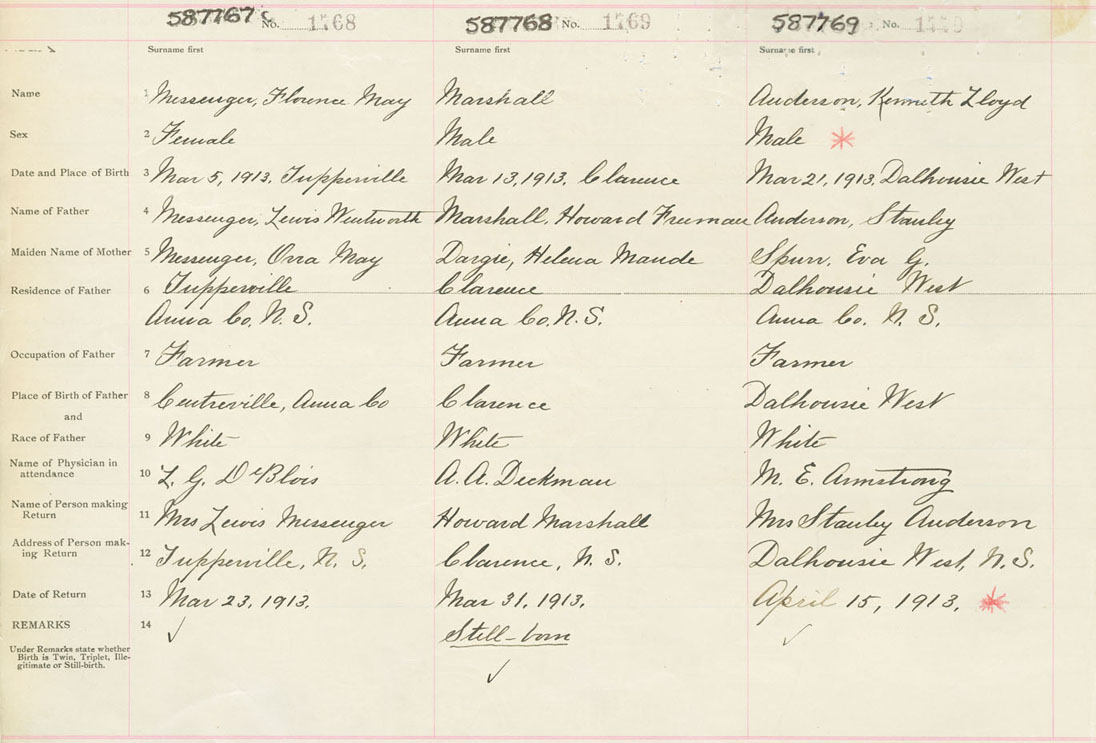 587767 No. 1768 587768 No. 1769 587769 No. 1770
Surname first Surname first Surname first
Name 1 Messenger, Florence May Marshall Anderson, Kenneth Lloyd
Sex 2 Female Male Male
Date and Place of Birth 3 Mar 5, 1913, Tupperville Mar 13, 1913. Clarence Mar 21, 1913. Dalhousie West
Name of Father 4 Messenger, Lewis Wentworth Marshall, Howard Freeman Anderson, Stanley
Maiden Name of Mother 5 Messenger, Orra May Dargie, Helena Maude Spurr, Eva G.
Residence of Father 6 Tupperville Clarence Dalhousie West
Anna Co, N. S. Anna Co, N. S. Anna Co. N. S.
Occupation of Father 7 Farmer Farmer Farmer
Place of Birth of Father 8 Centreville, Anna Co Clarence Dalhousie West
and
Race of Father 9 White White White
Name of Physician in
attendance 10 L. G. DeBlois A. A. Deckman M. E. Armstrong
Name of Person making
Return 11 Mrs Lewis Messenger Howard Marshall Mrs Stanley Anderson
Address of Person mak-
ing Return 12 Tupperville, N. S. Clarence, N. S. Dalhousie West, N. S.
Date of Return 13 Mar 23, 1913. Mar 31, 1913. April 15, 1913.
REMARKS 14 Still-born
Under Remarks state whether
Birth is Twin, Triplet, Ille-
gitimate or Still-birth.